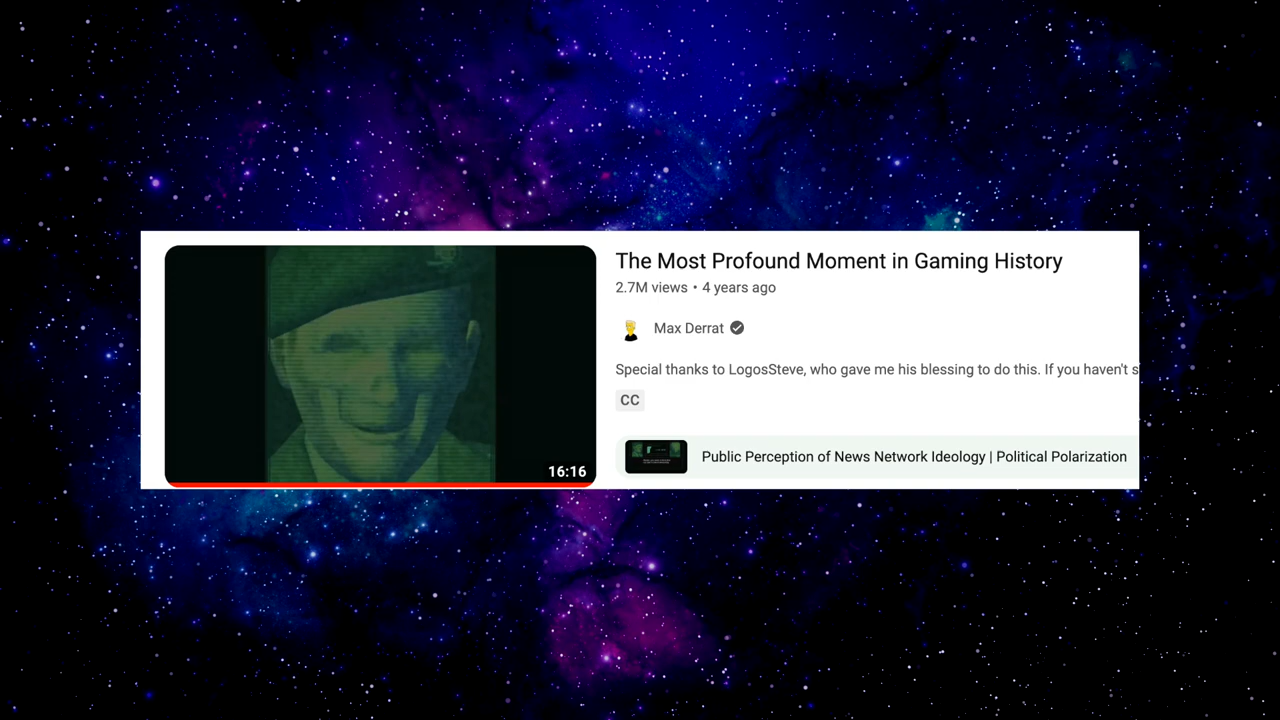 The Most Profound Moment in Gaming History
2.7M views • 4 years ago
Max Derrat
Special thanks to LogosSteve, who gave me his blessing to do this. If you haven't s
CC
16:16
Public Perception of News Network Ideology | Political Polarization